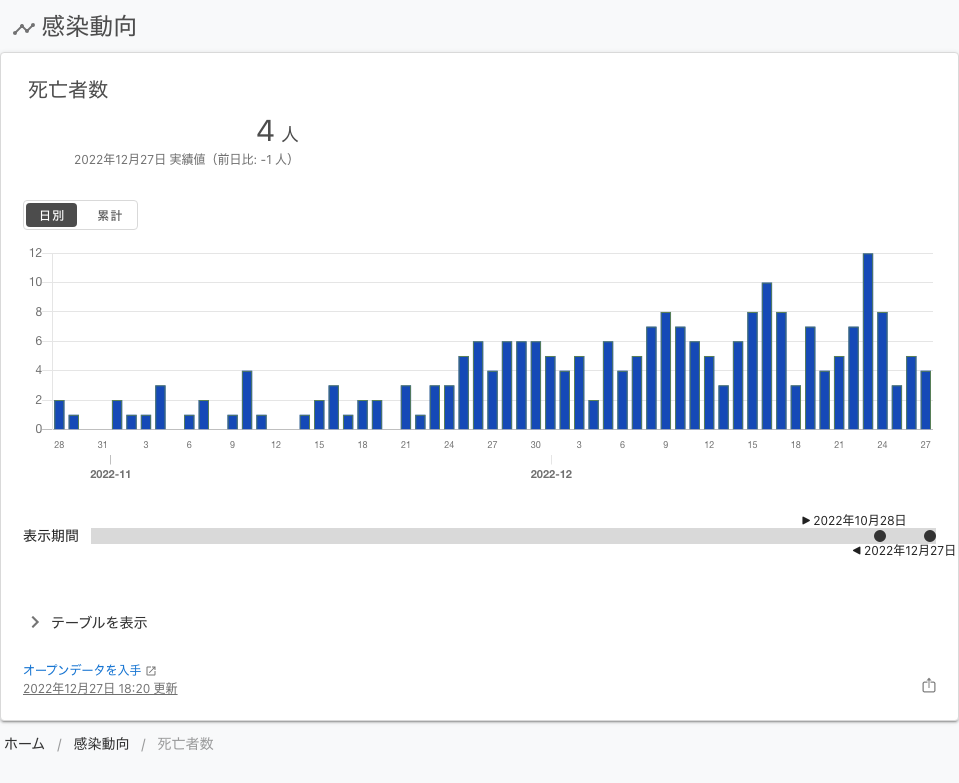 感染動向
死亡者数
4 人
2022年12月27日 実績値（前日比: -1 人）
日別 累計
12
10
8
6
4
2
0
28 31 3 6 9 12 15 18 21 24 27 30 3 6 9 12 15 18 21 24 27
2022-11 2022-12
2022年10月28日
表示期間
2022年12月27日
テーブルを表示
オープンデータを入手
2022年12月27日 18:20 更新
ホーム / 感染動向 / 死亡者数